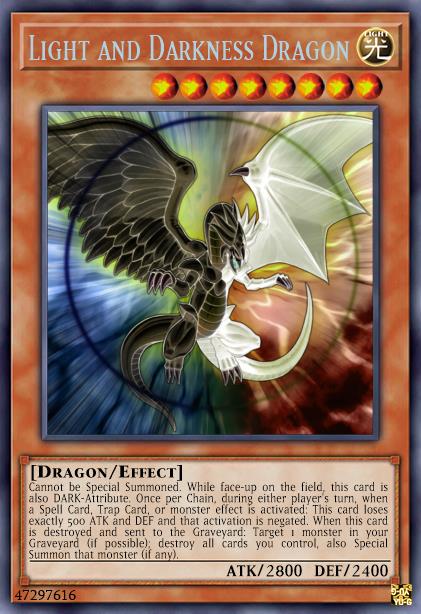 LIGHT AND DARKNESS DRAGON
LIGHT
光
[DRAGON/EFFECT]
Cannot be Special Summoned. While face-up on the field, this card is
also DARK-Attribute. Once per Chain, during either player's turn, when
a Spell Card, Trap Card, or monster effect is activated: This card loses
exactly 500 ATK and DEF and that activation is negated. When this card
is destroyed and sent to the Graveyard: Target 1 monster in your
Graveyard (if possible); destroy all cards you control, also Special
Summon that monster (if any).
ATK/2800 DEF/2400
47297616